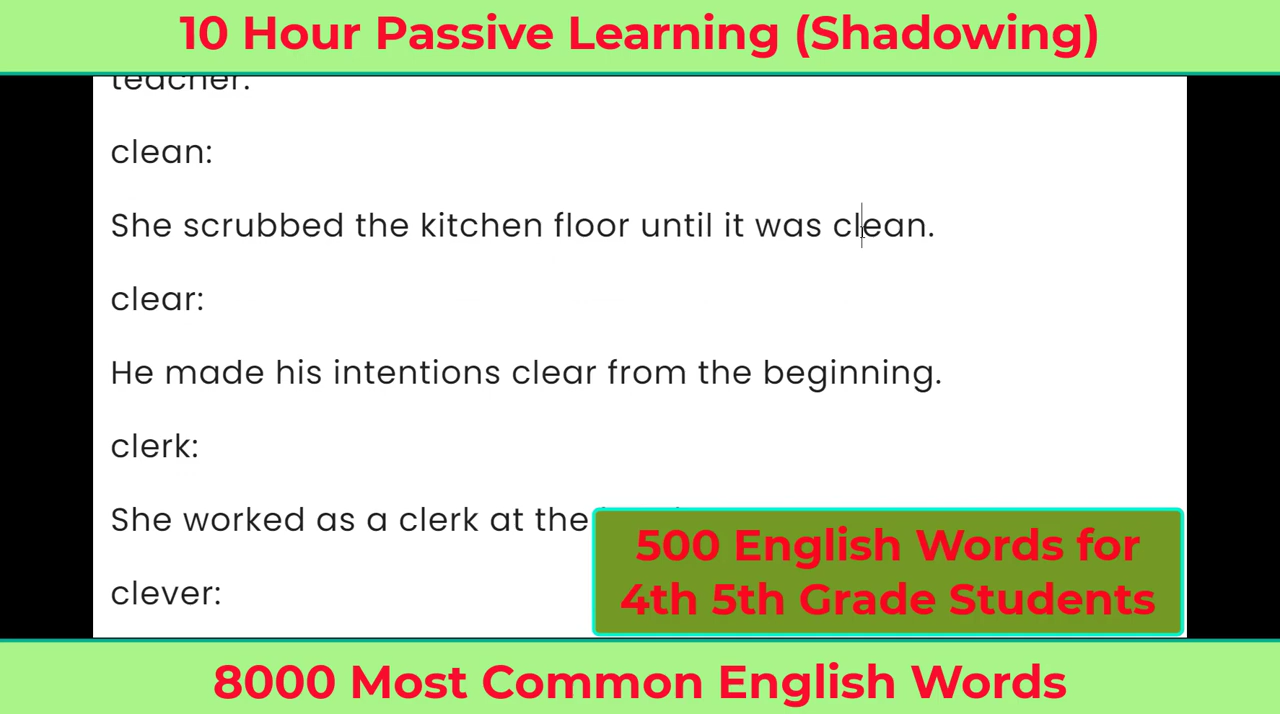 10 Hour Passive Learning (Shadowing)
teacher.
clean:
She scrubbed the kitchen floor until it was clean.
clear:
He made his intentions clear from the beginning.
clerk:
She worked as a clerk at the
clever:
500 English Words for
4th 5th Grade Students
8000 Most Common English Words